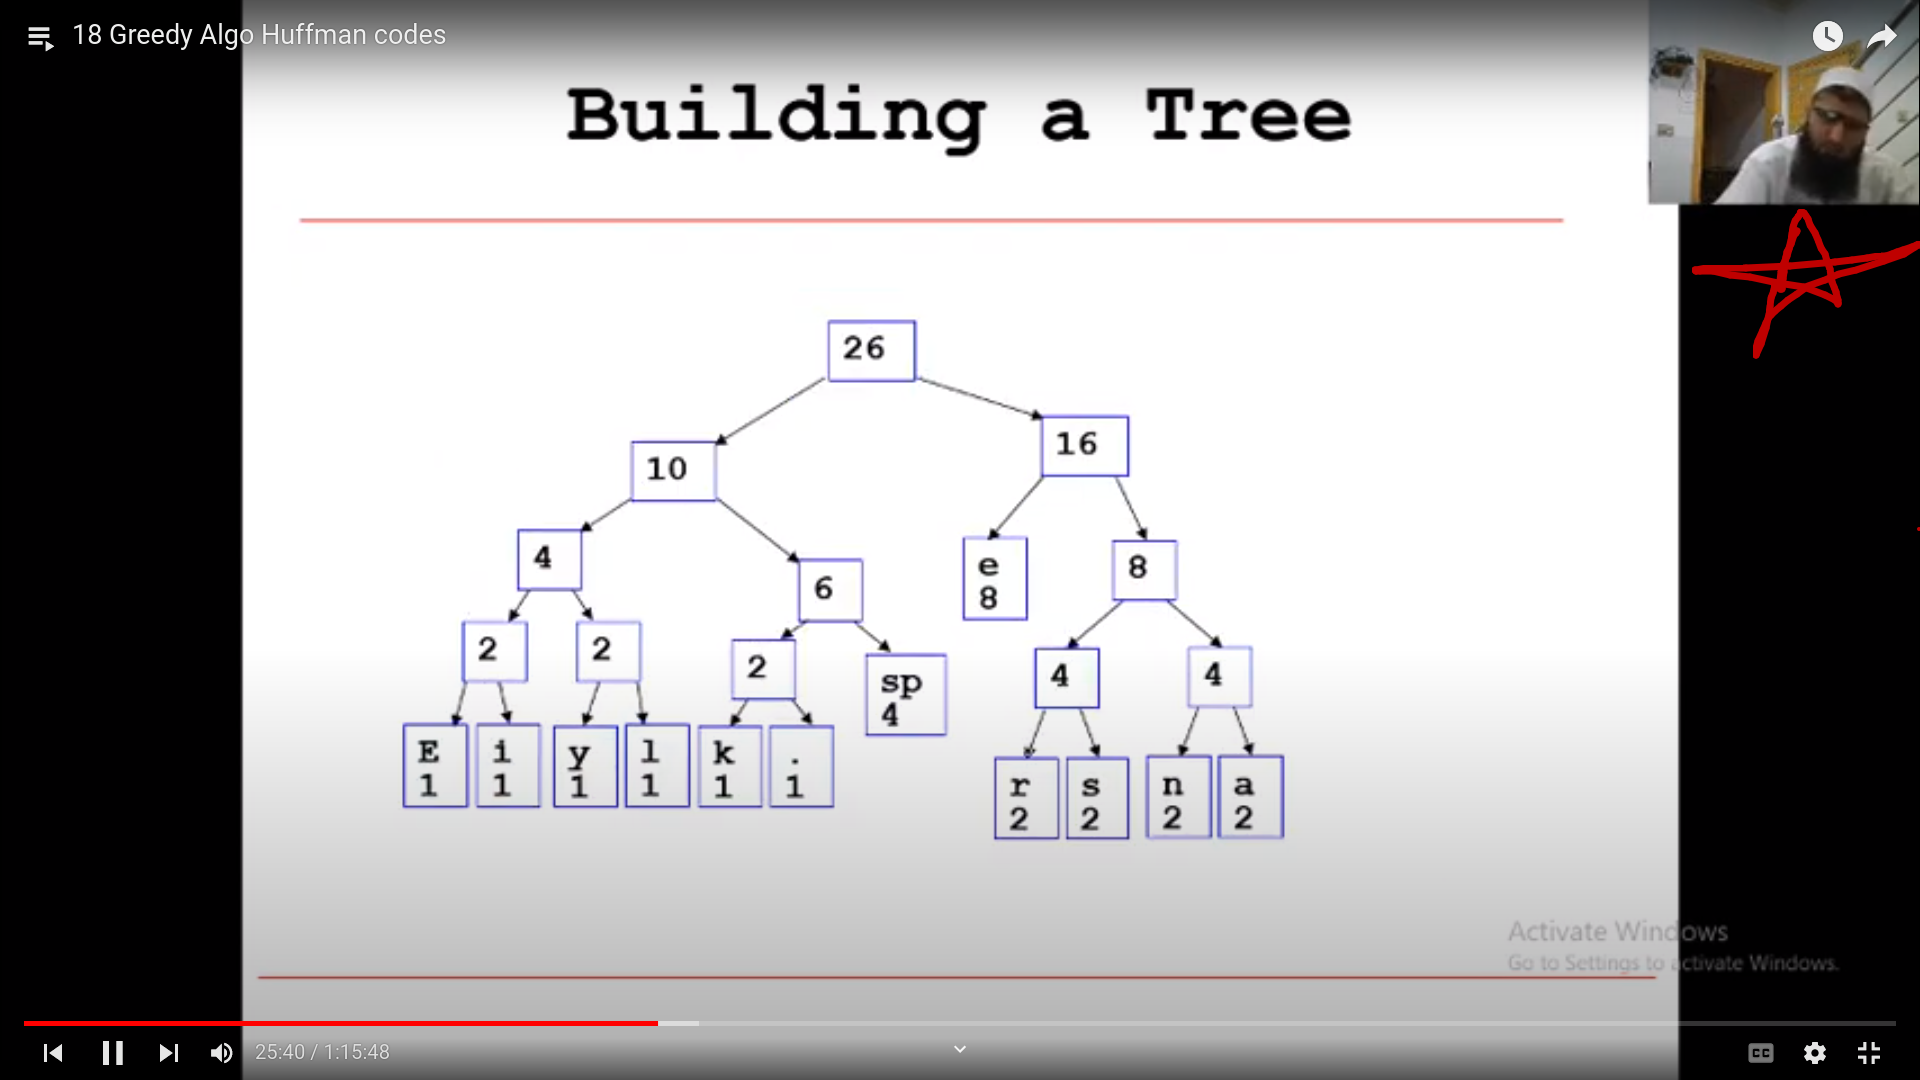 18 Greedy Algo Huffman codes
Building a Tree
26
10
16
4
6
e
8
8
2
2
2
sp
4
4
4
E
1
i
1
y
1
l
1
k
1
.
1
r
2
s
2
n
2
a
2
Activate Windows
Go to Settings to activate Windows.
25:40 / 1:15:48
CC